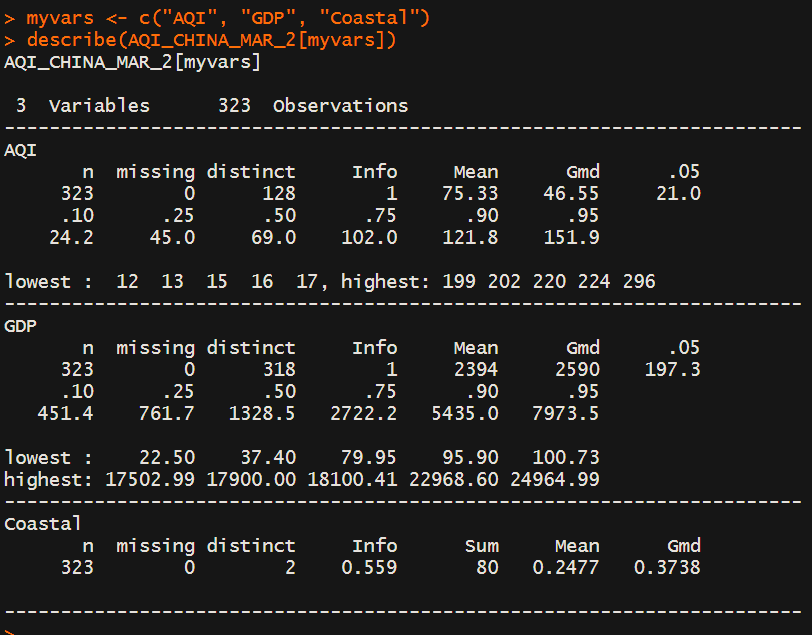 > myvars <- c("AQI", "GDP", "Coastal")
> describe(AQI_CHINA_MAR_2[myvars])
AQI_CHINA_MAR_2[myvars]
3 Variables 323 Observations
--------------------------------------------------------------------------------
AQI
n missing distinct Info Mean Gmd .05
323 0 128 1 75.33 46.55 21.0
.10 .25 .50 .75 .90 .95
24.2 45.0 69.0 102.0 121.8 151.9
lowest : 12 13 15 16 17, highest: 199 202 220 224 296
--------------------------------------------------------------------------------
GDP
n missing distinct Info Mean Gmd .05
323 0 318 1 2394 2590 197.3
.10 .25 .50 .75 .90 .95
451.4 761.7 1328.5 2722.2 5435.0 7973.5
lowest : 22.50 37.40 79.95 95.90 100.73
highest: 17502.99 17900.00 18100.41 22968.60 24964.99
--------------------------------------------------------------------------------
Coastal
n missing distinct Info Sum Mean Gmd
323 0 2 0.559 80 0.2477 0.3738
--------------------------------------------------------------------------------
>